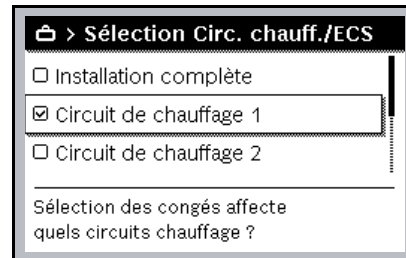 > Sélection Circ. chauff./ECS
Installation complète
Circuit de chauffage 1
Circuit de chauffage 2
Sélection des congés affecte
quels circuits chauffage ?